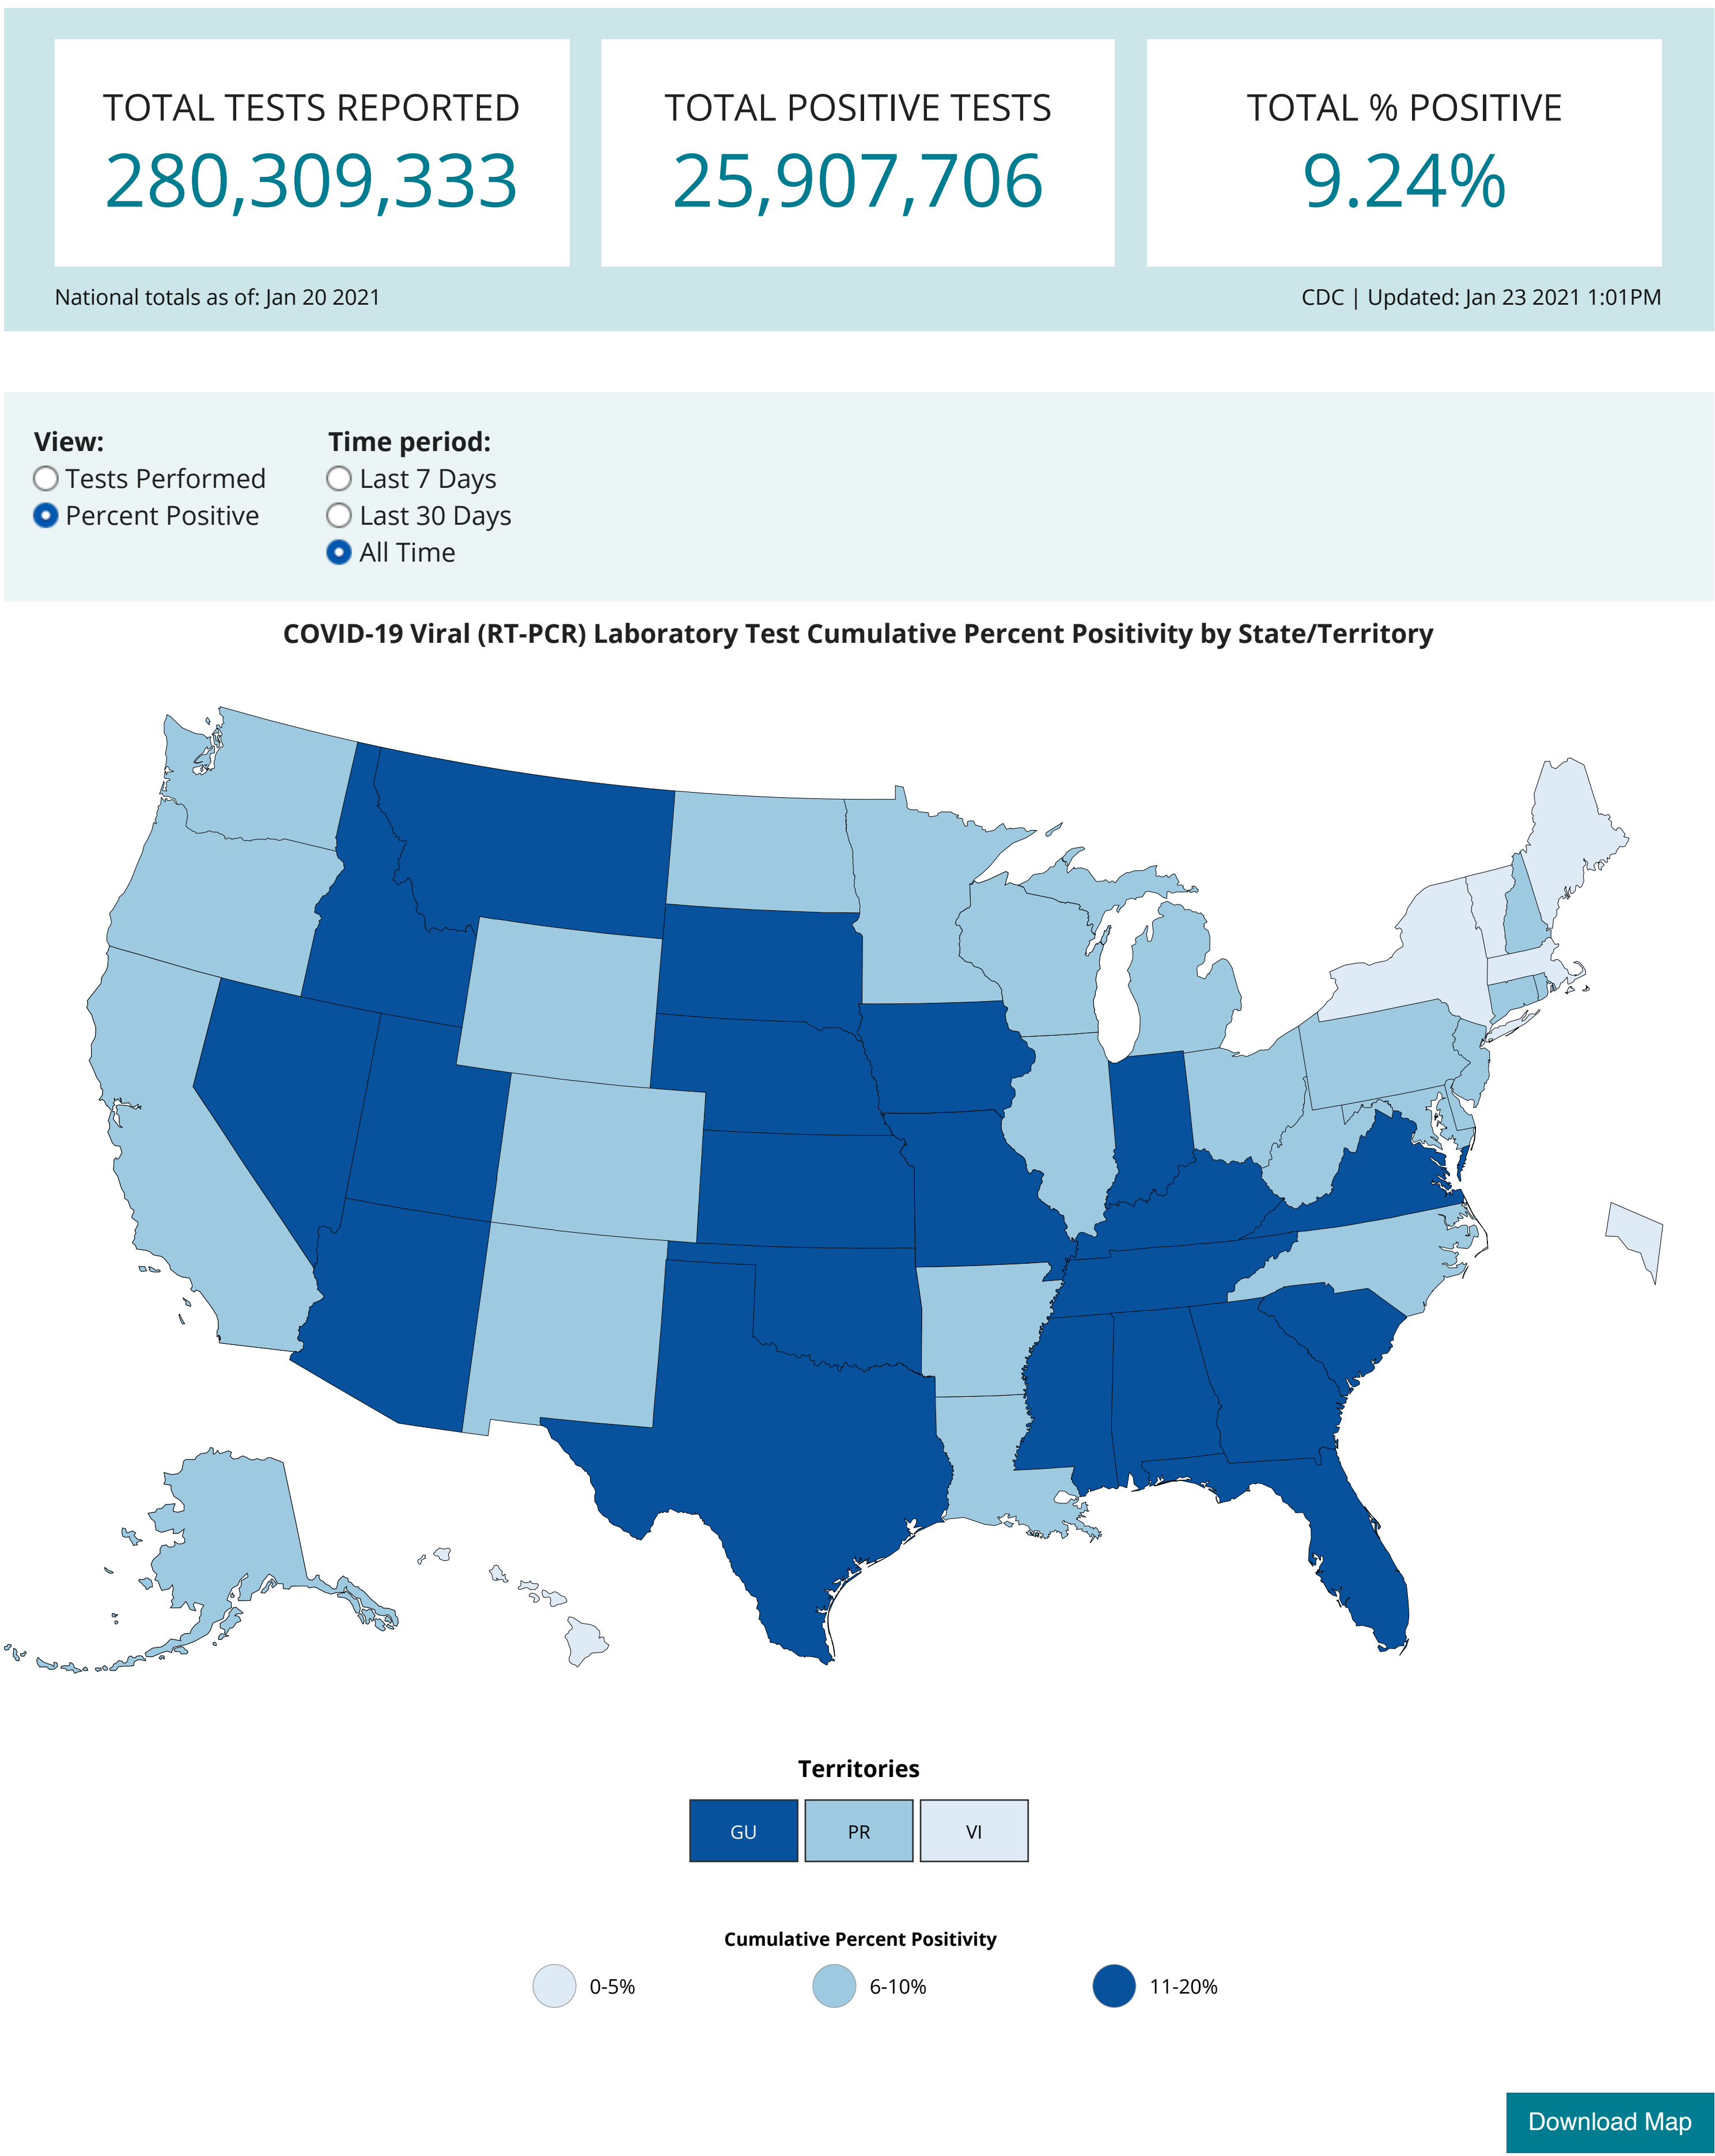 TOTAL TESTS REPORTED
280,309,333
TOTAL POSITIVE TESTS
25,907,706
TOTAL % POSITIVE
9.24%
National totals as of: Jan 20 2021
CDC | Updated: Jan 23 2021 1:01PM
View:
Tests Performed
Percent Positive
Time period:
Last 7 Days
Last 30 Days
All Time
COVID-19 Viral (RT-PCR) Laboratory Test Cumulative Percent Positivity by State/Territory
Territories
GU
PR
VI
Cumulative Percent Positivity
0-5%
6-10%
11-20%
Download Map